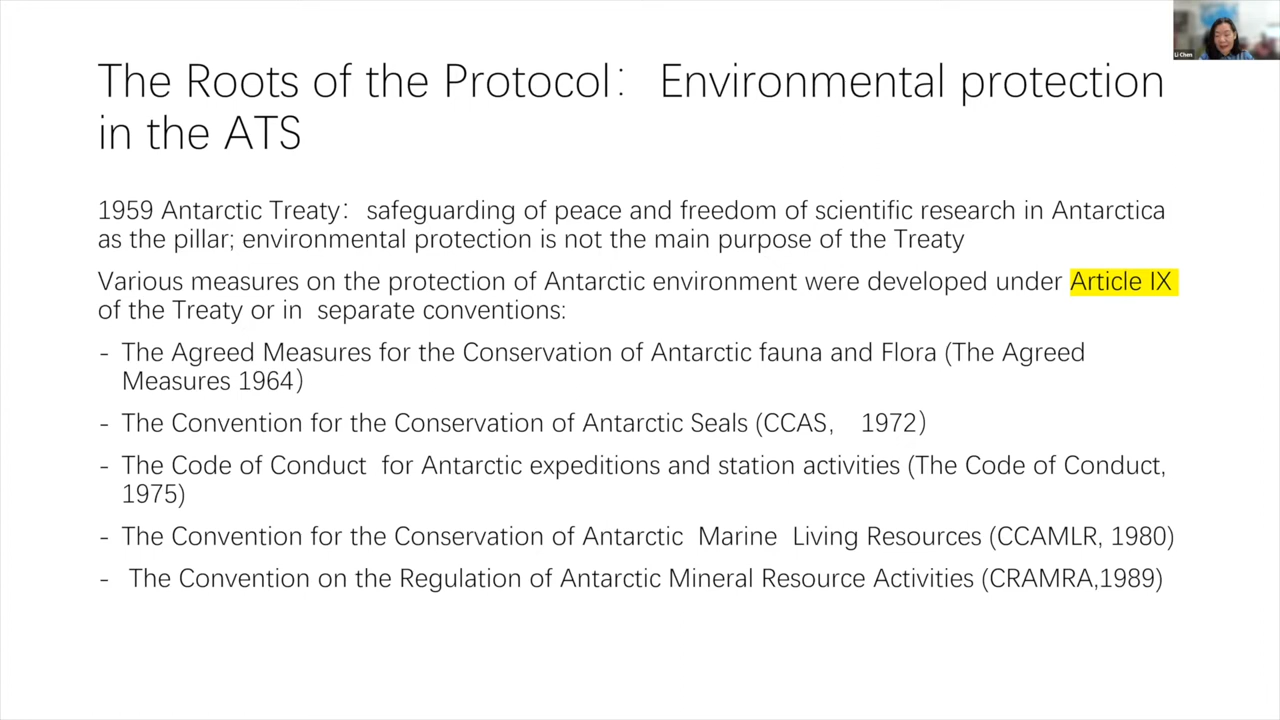 Li Chen
The Roots of the Protocol： Environmental protection
in the ATS
1959 Antarctic Treaty： safeguarding of peace and freedom of scientific research in Antarctica
as the pillar; environmental protection is not the main purpose of the Treaty
Various measures on the protection of Antarctic environment were developed under Article IX
of the Treaty or in separate conventions:
- The Agreed Measures for the Conservation of Antarctic fauna and Flora (The Agreed
Measures 1964）
- The Convention for the Conservation of Antarctic Seals (CCAS， 1972）
- The Code of Conduct for Antarctic expeditions and station activities (The Code of Conduct,
1975)
- The Convention for the Conservation of Antarctic Marine Living Resources (CCAMLR, 1980)
- The Convention on the Regulation of Antarctic Mineral Resource Activities (CRAMRA,1989)